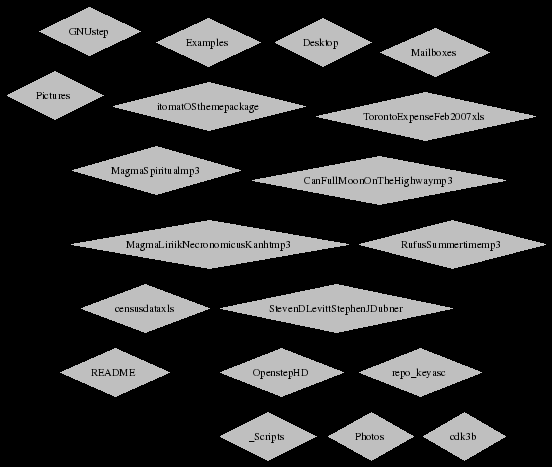 GNUstep
Examples
Desktop
Mailboxes
Pictures
itomatOSthemepackage
TorontoExpenseFeb2007xls
MagmaSpiritualmp3
CanFullMoonOnTheHighwaymp3
MagmaLiriikNecronomicusKanhtmp3
RufusSummertimemp3
censusdataxls
StevenDLevittStephenJDubner
README
OpenstepHD
repo_keyasc
_Scripts
Photos
cdk3b